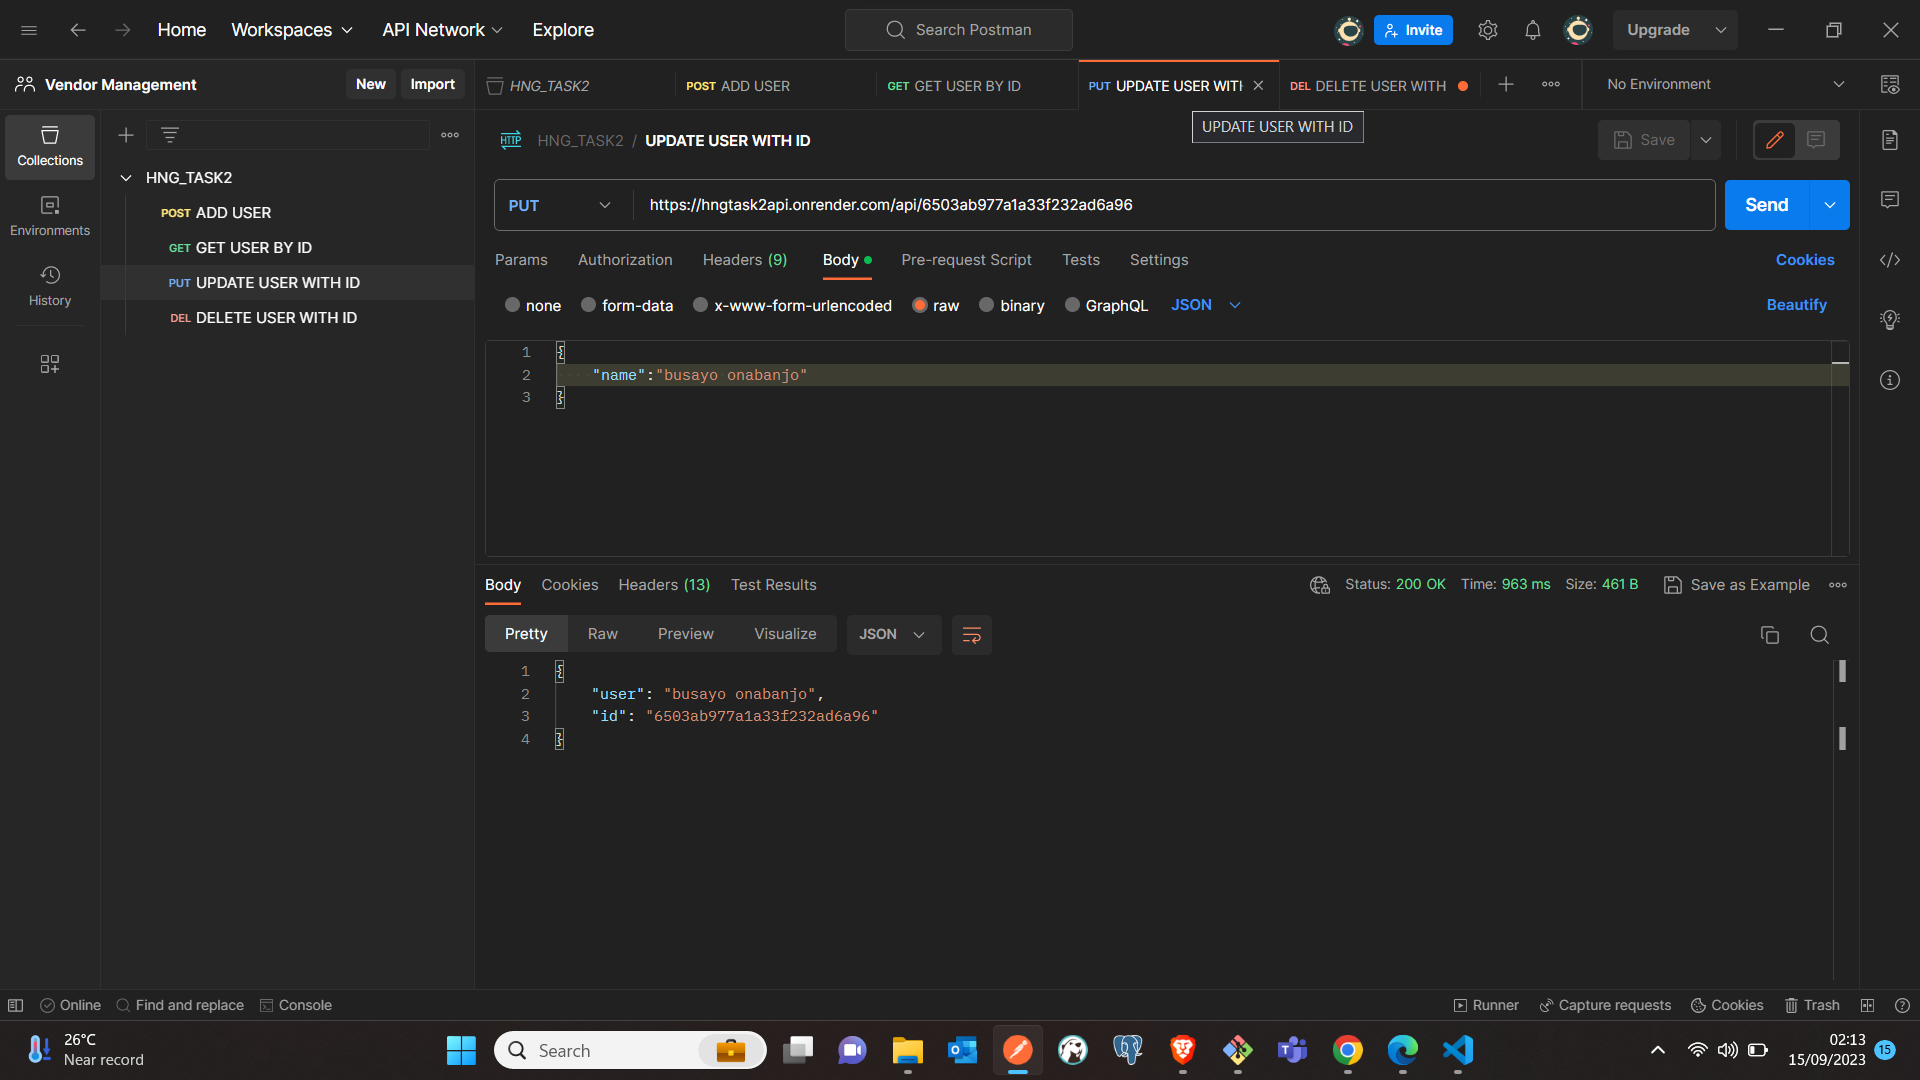 Home Workspaces API Network Explore Search Postman Invite Upgrade
Vendor Management New Import HNG_TASK2 POST ADD USER GET GET USER BY ID PUT UPDATE USER WITH DEL DELETE USER WITH No Environment
UPDATE USER WITH ID
Collections
Environments
History
HNG_TASK2
POST ADD USER
GET GET USER BY ID
PUT UPDATE USER WITH ID
DEL DELETE USER WITH ID
HTTP HNG_TASK2 / UPDATE USER WITH ID Save
PUT https://hngtask2api.onrender.com/api/6503ab977a1a33f232ad6a96 Send
Params Authorization Headers (9) Body Pre-request Script Tests Settings Cookies
none form-data x-www-form-urlencoded raw binary GraphQL JSON Beautify
1 {
2 "name":"busayo onabanjo"
3 }
Body Cookies Headers (13) Test Results Status: 200 OK Time: 963 ms Size: 461 B Save as Example
Pretty Raw Preview Visualize JSON
1 {
2 "user": "busayo onabanjo",
3 "id": "6503ab977a1a33f232ad6a96"
4 }
Online Find and replace Console Runner Capture requests Cookies Trash
26°C
Near record
Search
02:13
15/09/2023
15